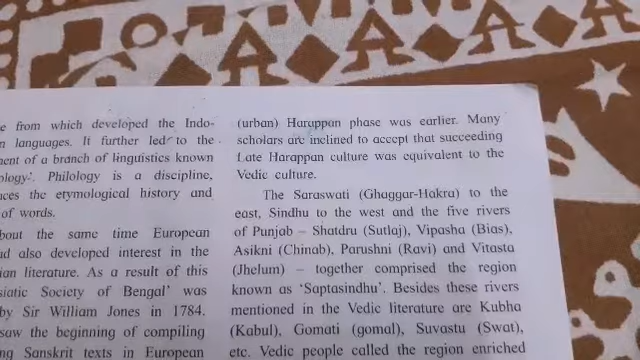 e from which developed the Indo-
n languages. It further led to the
ent of a branch of linguistics known
ology'. Philology is a discipline,
ces the etymological history and
of words.
bout the same time European
d also developed interest in the
ian literature. As a result of this
siatic Society of Bengal' was
by Sir William Jones in 1784.
saw the beginning of compiling
ng Sanskrit texts in European
(urban) Harappan phase was earlier. Many
scholars are inclined to accept that succeeding
Late Harappan culture was equivalent to the
Vedic culture.
The Saraswati (Ghaggar-Hakra) to the
east, Sindhu to the west and the five rivers
of Punjab – Shatdru (Sutlaj), Vipasha (Bias),
Asikni (Chinab), Parushni (Ravi) and Vitasta
(Jhelum) – together comprised the region
known as 'Saptasindhu'. Besides these rivers
mentioned in the Vedic literature are Kubha
(Kabul), Gomati (gomal), Suvastu (Swat),
etc. Vedic people called the region enriched